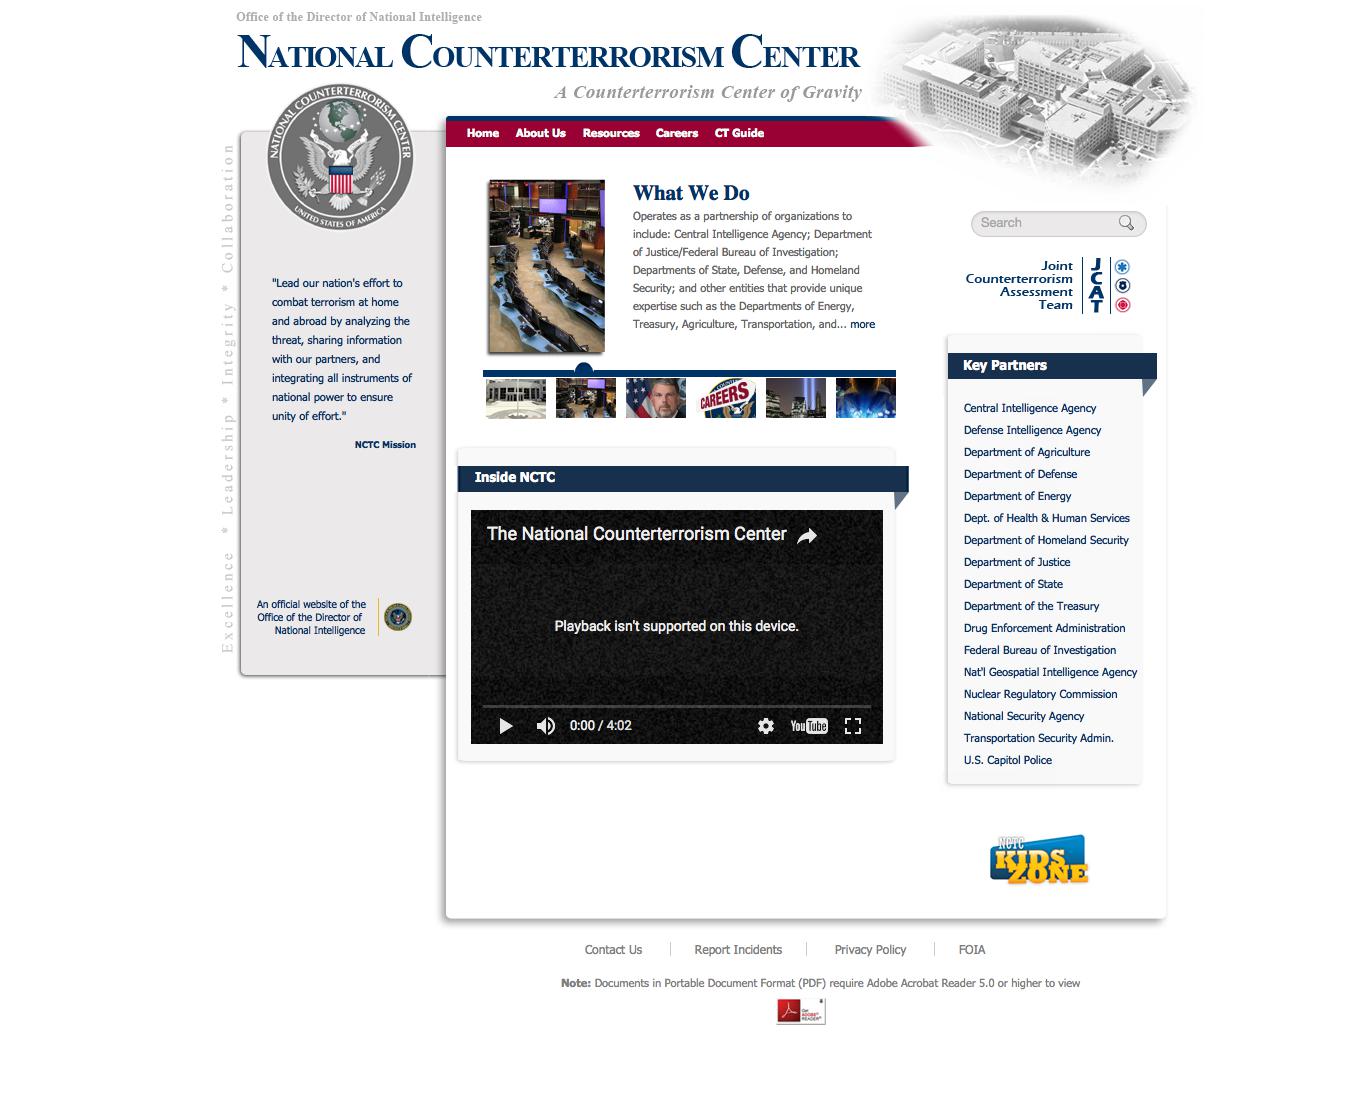 Office of the Director of National Intelligence
NATIONAL COUNTERTERRORISM CENTER
A Counterterrorism Center of Gravity
Home About Us Resources Careers CT Guide
NATIONAL COUNTERTERRORISM CENTER
UNITED STATES OF AMERICA
Excellence * Leadership * Integrity * Collaboration
"Lead our nation's effort to
combat terrorism at home
and abroad by analyzing the
threat, sharing information
with our partners, and
integrating all instruments of
national power to ensure
unity of effort."
NCTC Mission
An official website of the
Office of the Director of
National Intelligence
What We Do
Operates as a partnership of organizations to
include: Central Intelligence Agency; Department
of Justice/Federal Bureau of Investigation;
Departments of State, Defense, and Homeland
Security; and other entities that provide unique
expertise such as the Departments of Energy,
Treasury, Agriculture, Transportation, and... more
CAREERS
Inside NCTC
The National Counterterrorism Center
Playback isn't supported on this device.
0:00 / 4:02
YouTube
Search
Joint
Counterterrorism
Assessment
Team
JCAT
Key Partners
Central Intelligence Agency
Defense Intelligence Agency
Department of Agriculture
Department of Defense
Department of Energy
Dept. of Health & Human Services
Department of Homeland Security
Department of Justice
Department of State
Department of the Treasury
Drug Enforcement Administration
Federal Bureau of Investigation
Nat'l Geospatial Intelligence Agency
Nuclear Regulatory Commission
National Security Agency
Transportation Security Admin.
U.S. Capitol Police
NCTC
KIDS
ZONE
Contact Us Report Incidents Privacy Policy FOIA
Note: Documents in Portable Document Format (PDF) require Adobe Acrobat Reader 5.0 or higher to view
Get
ADOBE®
READER®